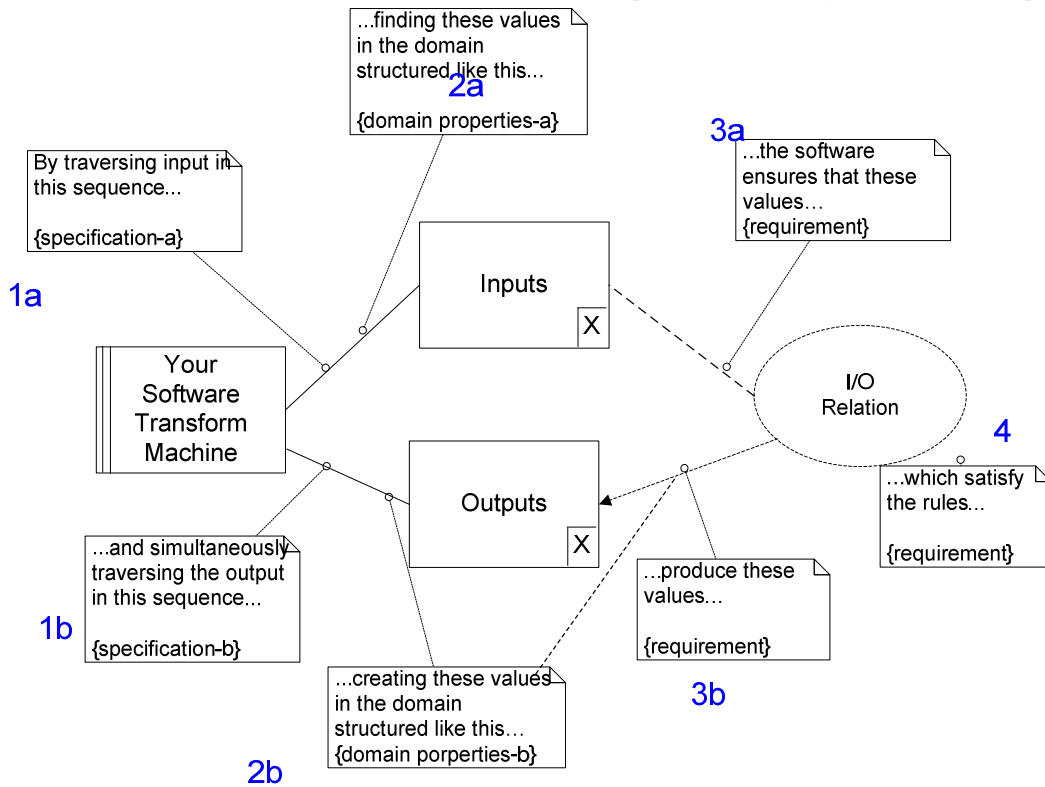 ...finding these values
in the domain
structured like this...
2a
{domain properties-a}
3a
...the software
ensures that these
values...
{requirement}
By traversing input in
this sequence...
{specification-a}
1a
Inputs
X
Your
Software
Transform
Machine
I/O
Relation
4
...which satisfy
the rules...
{requirement}
Outputs
X
...and simultaneously
traversing the output
in this sequence...
{specification-b}
1b
...produce these
values...
{requirement}
3b
...creating these values
in the domain
structured like this...
{domain porperties-b}
2b